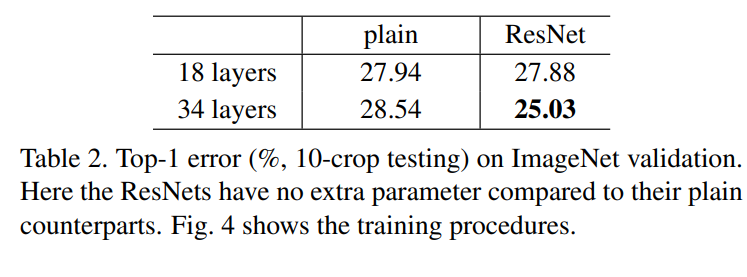 plain ResNet
18 layers 27.94 27.88
34 layers 28.54 25.03
Table 2. Top-1 error (%, 10-crop testing) on ImageNet validation.
Here the ResNets have no extra parameter compared to their plain
counterparts. Fig. 4 shows the training procedures.